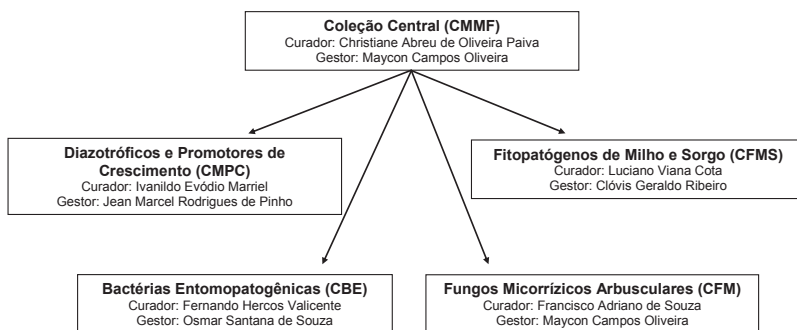 Coleção Central (CMMF)
Curador: Christiane Abreu de Oliveira Paiva
Gestor: Maycon Campos Oliveira
Diazotróficos e Promotores de
Crescimento (CMPC)
Curador: Ivanildo Evódio Marriel
Gestor: Jean Marcel Rodrigues de Pinho
Fitopatógenos de Milho e Sorgo (CFMS)
Curador: Luciano Viana Cota
Gestor: Clóvis Geraldo Ribeiro
Bactérias Entomopatogênicas (CBE)
Curador: Fernando Hercos Valicente
Gestor: Osmar Santana de Souza
Fungos Micorrízicos Arbusculares (CFM)
Curador: Francisco Adriano de Souza
Gestor: Maycon Campos Oliveira